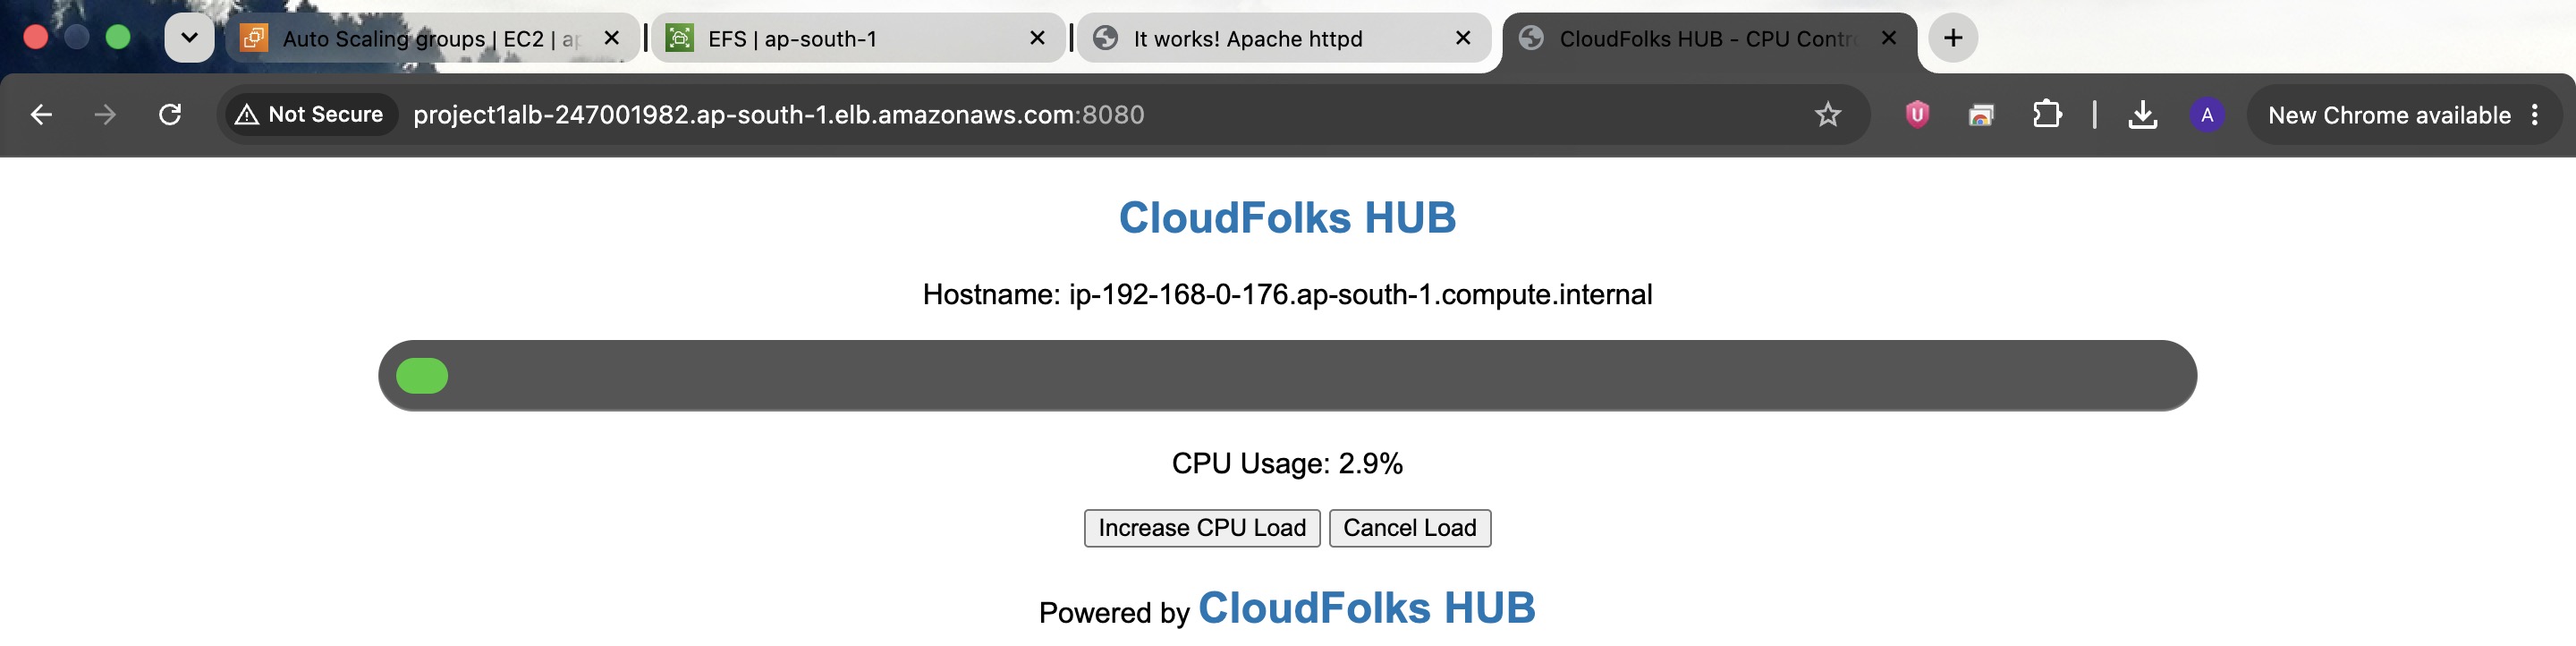 Auto Scaling groups | EC2 | ap
EFS | ap-south-1
It works! Apache httpd
CloudFolks HUB - CPU Contro
Not Secure
project1alb-247001982.ap-south-1.elb.amazonaws.com:8080
A
New Chrome available
CloudFolks HUB
Hostname: ip-192-168-0-176.ap-south-1.compute.internal
CPU Usage: 2.9%
Increase CPU Load Cancel Load
Powered by CloudFolks HUB